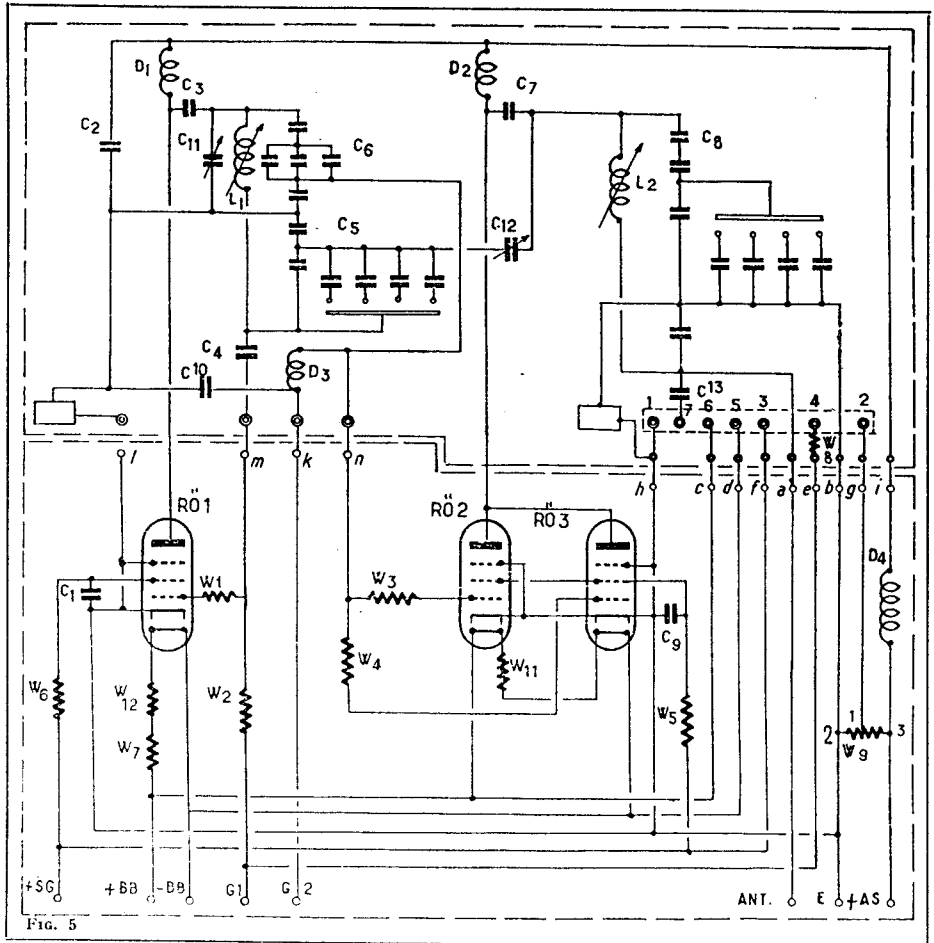 D1
D2
C3
C7
C2
C11
C6
C8
L1
L2
C5
C12
C4
C10
D3
C13
1 7 6 5 3 4 2
W8
l m k n h c d f a e b g i
RÖ1
RÖ2
RÖ3
D4
C1
W1
W3
C9
W4
W11
W6
W12
W2
W5
W7
2 1 3
W9
+SG +BB -BB G1 G2 ANT. E +AS
FIG. 5